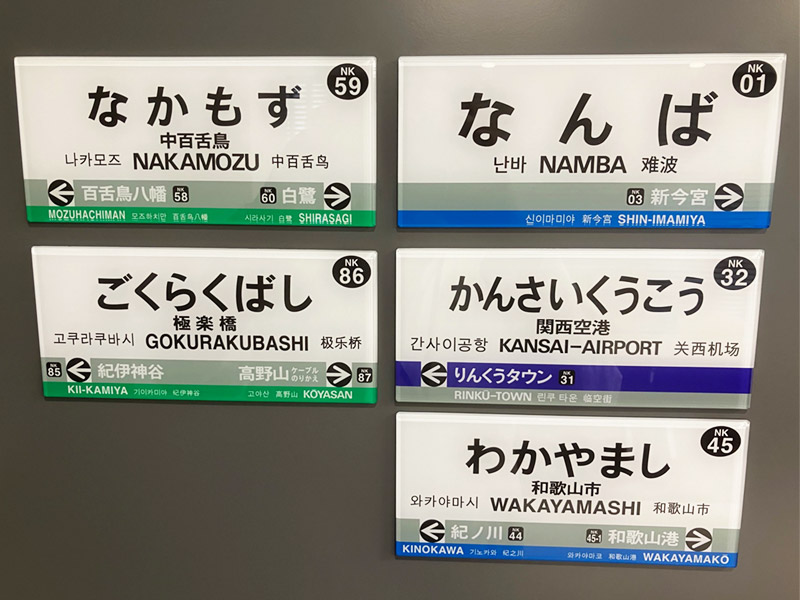 NK 59
なかもず
中百舌鳥
나카모즈 NAKAMOZU 中百舌鸟
百舌鳥八幡 NK 58 NK 60 白鷺
MOZUHACHIMAN 모즈하치만 百舌鸟八幡 시라사기 白鹭 SHIRASAGI
NK 01
なんば
난바 NAMBA 难波
NK 03 新今宮
신이마미야 新今宫 SHIN-IMAMIYA
NK 86
ごくらくばし
極楽橋
고쿠라쿠바시 GOKURAKUBASHI 极乐桥
NK 85 紀伊神谷 高野山 ケーブル のりかえ NK 87
KII-KAMIYA 기이카미야 纪伊神谷 고야산 高野山 KŌYASAN
NK 32
かんさいくうこう
関西空港
간사이공항 KANSAI-AIRPORT 关西机场
りんくうタウン NK 31
RINKŪ-TOWN 린쿠 타운 临空街
NK 45
わかやまし
和歌山市
와카야마시 WAKAYAMASHI 和歌山市
紀ノ川 NK 44 NK 45-1 和歌山港
KINOKAWA 기노카와 纪之川 와카야마코 和歌山港 WAKAYAMAKŌ